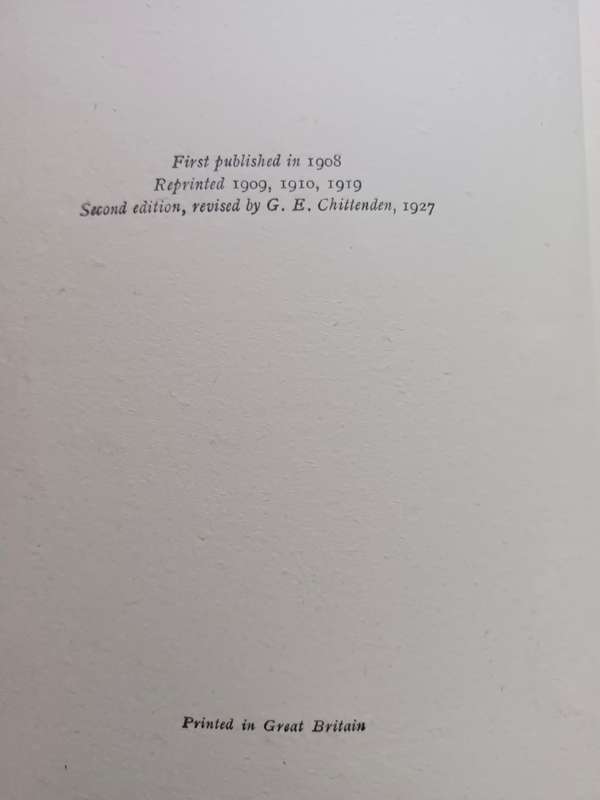 First published in 1908
Reprinted 1909, 1910, 1919
Second edition, revised by G. E. Chittenden, 1927
Printed in Great Britain